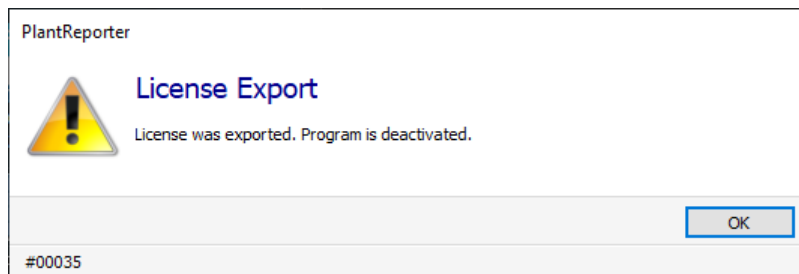 PlantReporter
License Export
License was exported. Program is deactivated.
OK
#00035